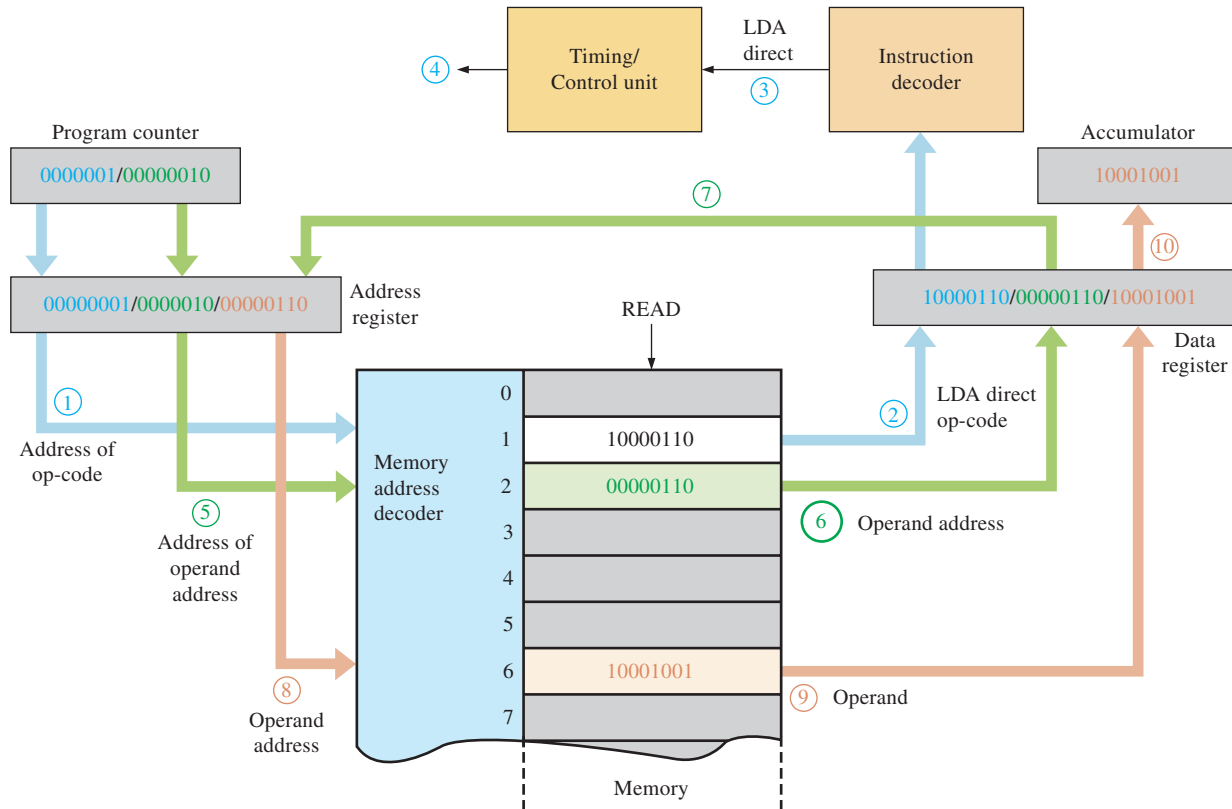 LDA
direct
4
Timing/
Control unit
3
Instruction
decoder
Program counter
0000001/00000010
Accumulator
10001001
7
10
00000001/0000010/00000110
Address
register
READ
10000110/00000110/10001001
Data
register
1
Address of
op-code
2
LDA direct
op-code
Memory
address
decoder
0
1
10000110
2
00000110
3
4
5
6
10001001
7
5
Address of
operand
address
6
Operand address
8
Operand
address
9
Operand
Memory